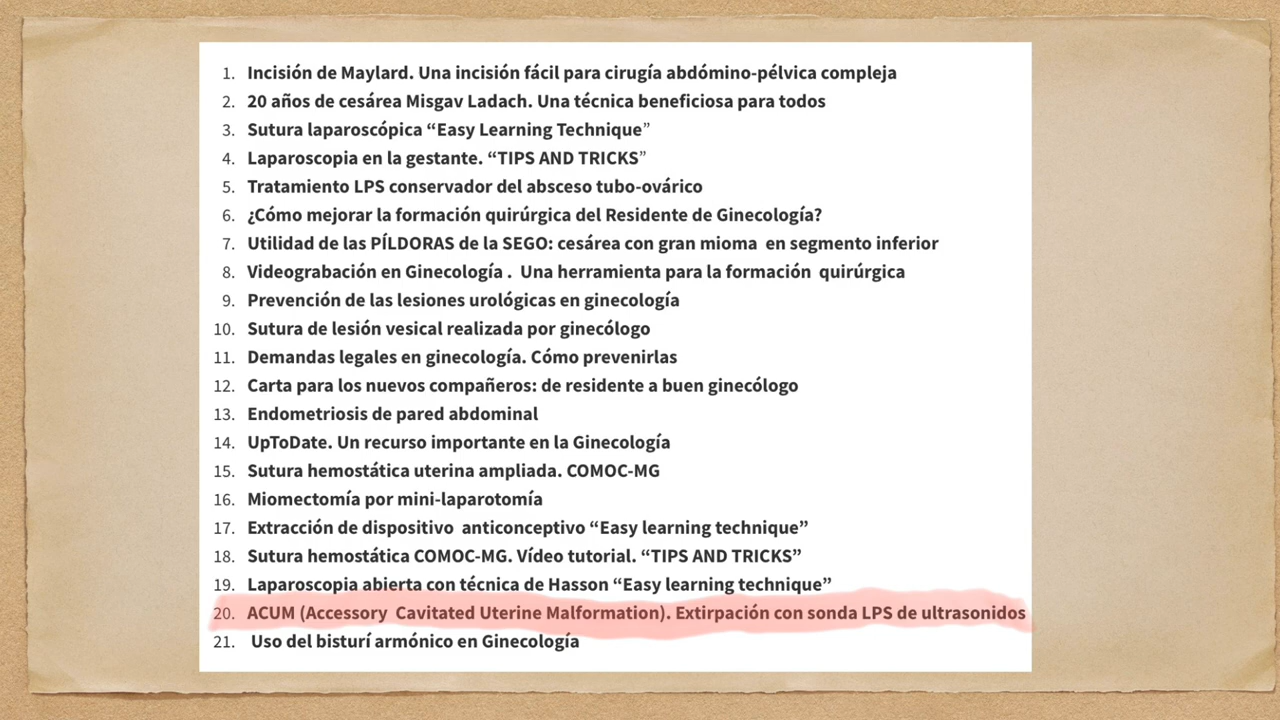 1. Incisión de Maylard. Una incisión fácil para cirugía abdómino-pélvica compleja
2. 20 años de cesárea Misgav Ladach. Una técnica beneficiosa para todos
3. Sutura laparoscópica “Easy Learning Technique”
4. Laparoscopia en la gestante. “TIPS AND TRICKS”
5. Tratamiento LPS conservador del absceso tubo-ovárico
6. ¿Cómo mejorar la formación quirúrgica del Residente de Ginecología?
7. Utilidad de las PÍLDORAS de la SEGO: cesárea con gran mioma en segmento inferior
8. Videograbación en Ginecología . Una herramienta para la formación quirúrgica
9. Prevención de las lesiones urológicas en ginecología
10. Sutura de lesión vesical realizada por ginecólogo
11. Demandas legales en ginecología. Cómo prevenirlas
12. Carta para los nuevos compañeros: de residente a buen ginecólogo
13. Endometriosis de pared abdominal
14. UpToDate. Un recurso importante en la Ginecología
15. Sutura hemostática uterina ampliada. COMOC-MG
16. Miomectomía por mini-laparotomía
17. Extracción de dispositivo anticonceptivo “Easy learning technique”
18. Sutura hemostática COMOC-MG. Vídeo tutorial. “TIPS AND TRICKS”
19. Laparoscopia abierta con técnica de Hasson “Easy learning technique”
20. ACUM (Accessory Cavitated Uterine Malformation). Extirpación con sonda LPS de ultrasonidos
21. Uso del bisturí armónico en Ginecología